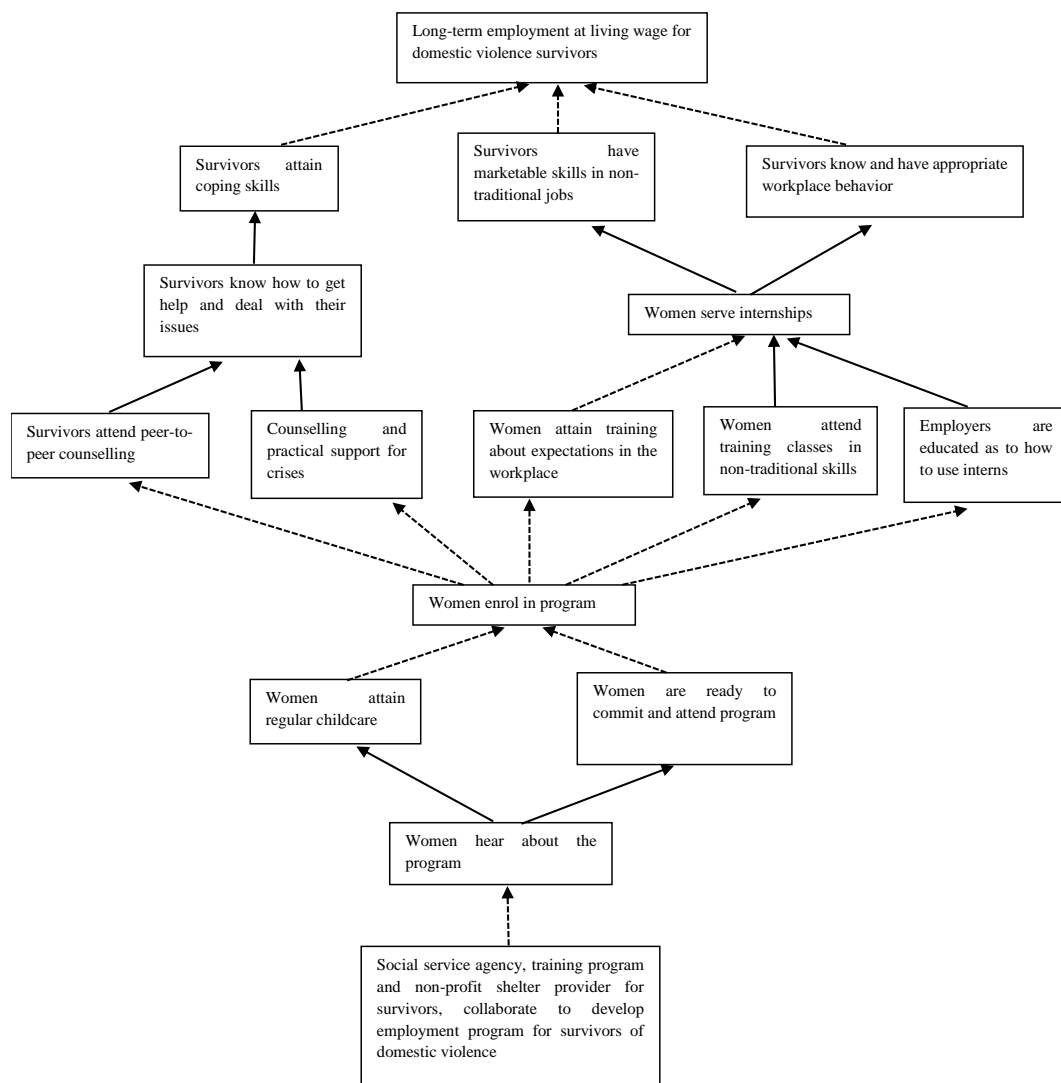 Long-term employment at living wage for
domestic violence survivors
Survivors attain
coping skills
Survivors have
marketable skills in non-
traditional jobs
Survivors know and have appropriate
workplace behavior
Survivors know how to get
help and deal with their
issues
Women serve internships
Survivors attend peer-to-
peer counselling
Counselling and
practical support for
crises
Women attain training
about expectations in the
workplace
Women attend
training classes in
non-traditional skills
Employers are
educated as to how
to use interns
Women enrol in program
Women attain
regular childcare
Women are ready to
commit and attend program
Women hear about the
program
Social service agency, training program
and non-profit shelter provider for
survivors, collaborate to develop
employment program for survivors of
domestic violence